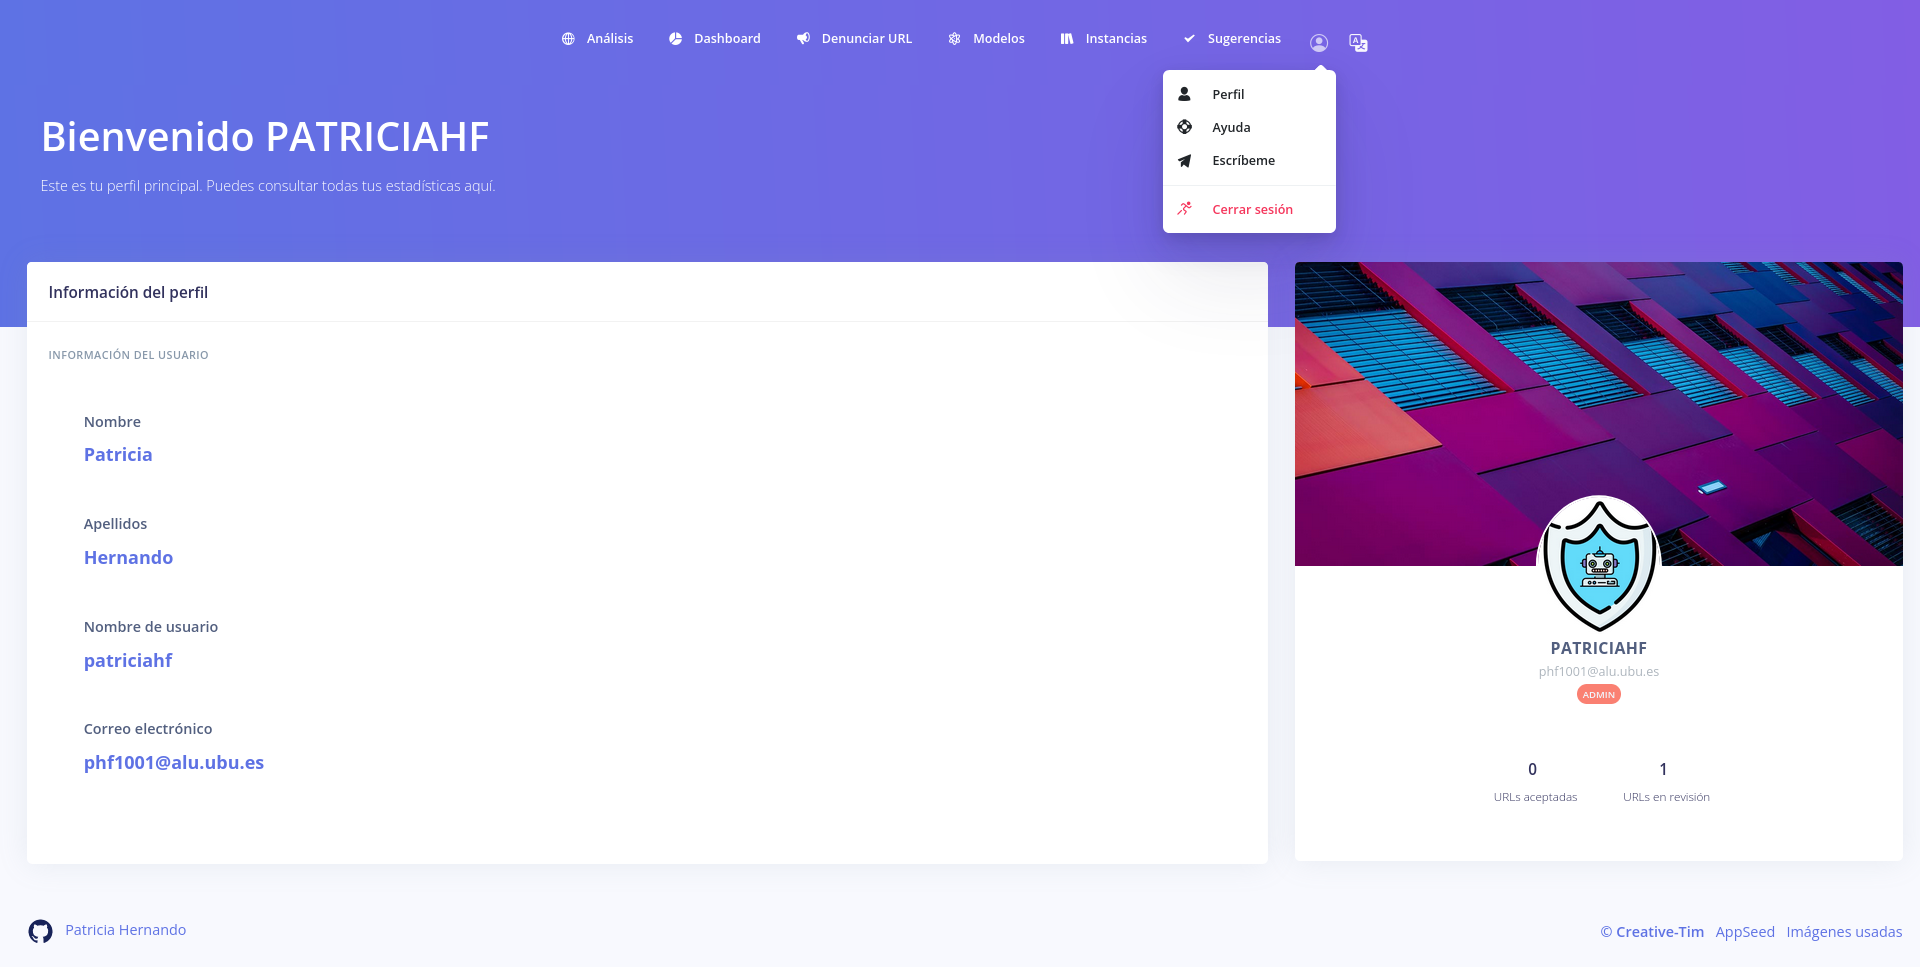 Análisis
Dashboard
Denunciar URL
Modelos
Instancias
Sugerencias
Perfil
Ayuda
Escríbeme
Cerrar sesión
Bienvenido PATRICIAHF
Este es tu perfil principal. Puedes consultar todas tus estadísticas aquí.
Información del perfil
INFORMACIÓN DEL USUARIO
Nombre
Patricia
Apellidos
Hernando
Nombre de usuario
patriciahf
Correo electrónico
phf1001@alu.ubu.es
PATRICIAHF
phf1001@alu.ubu.es
ADMIN
0
URLs aceptadas
1
URLs en revisión
Patricia Hernando
© Creative-Tim AppSeed Imágenes usadas